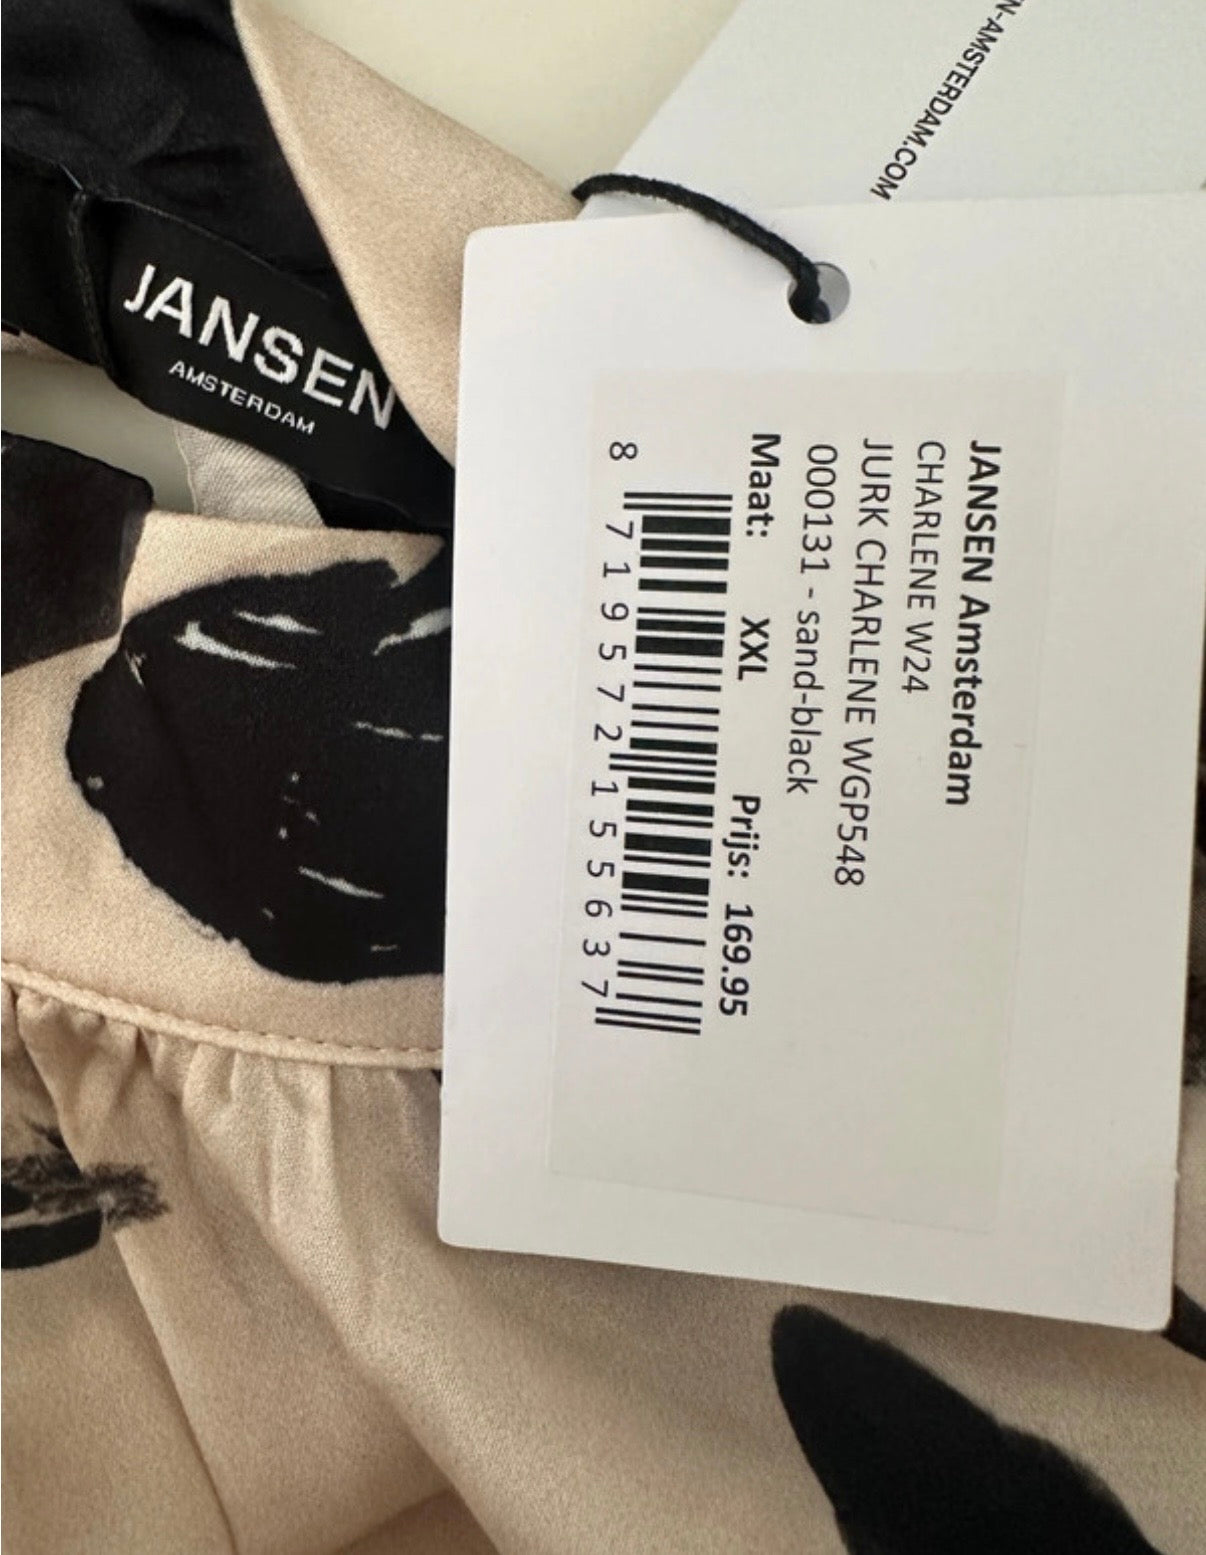 N-AMSTERDAM.COM
JANSEN
AMSTERDAM
JANSEN Amsterdam
CHARLENE W24
JURK CHARLENE WGP548
000131 - sand-black
Maat: XXL Prijs: 169.95
8 719572 155637